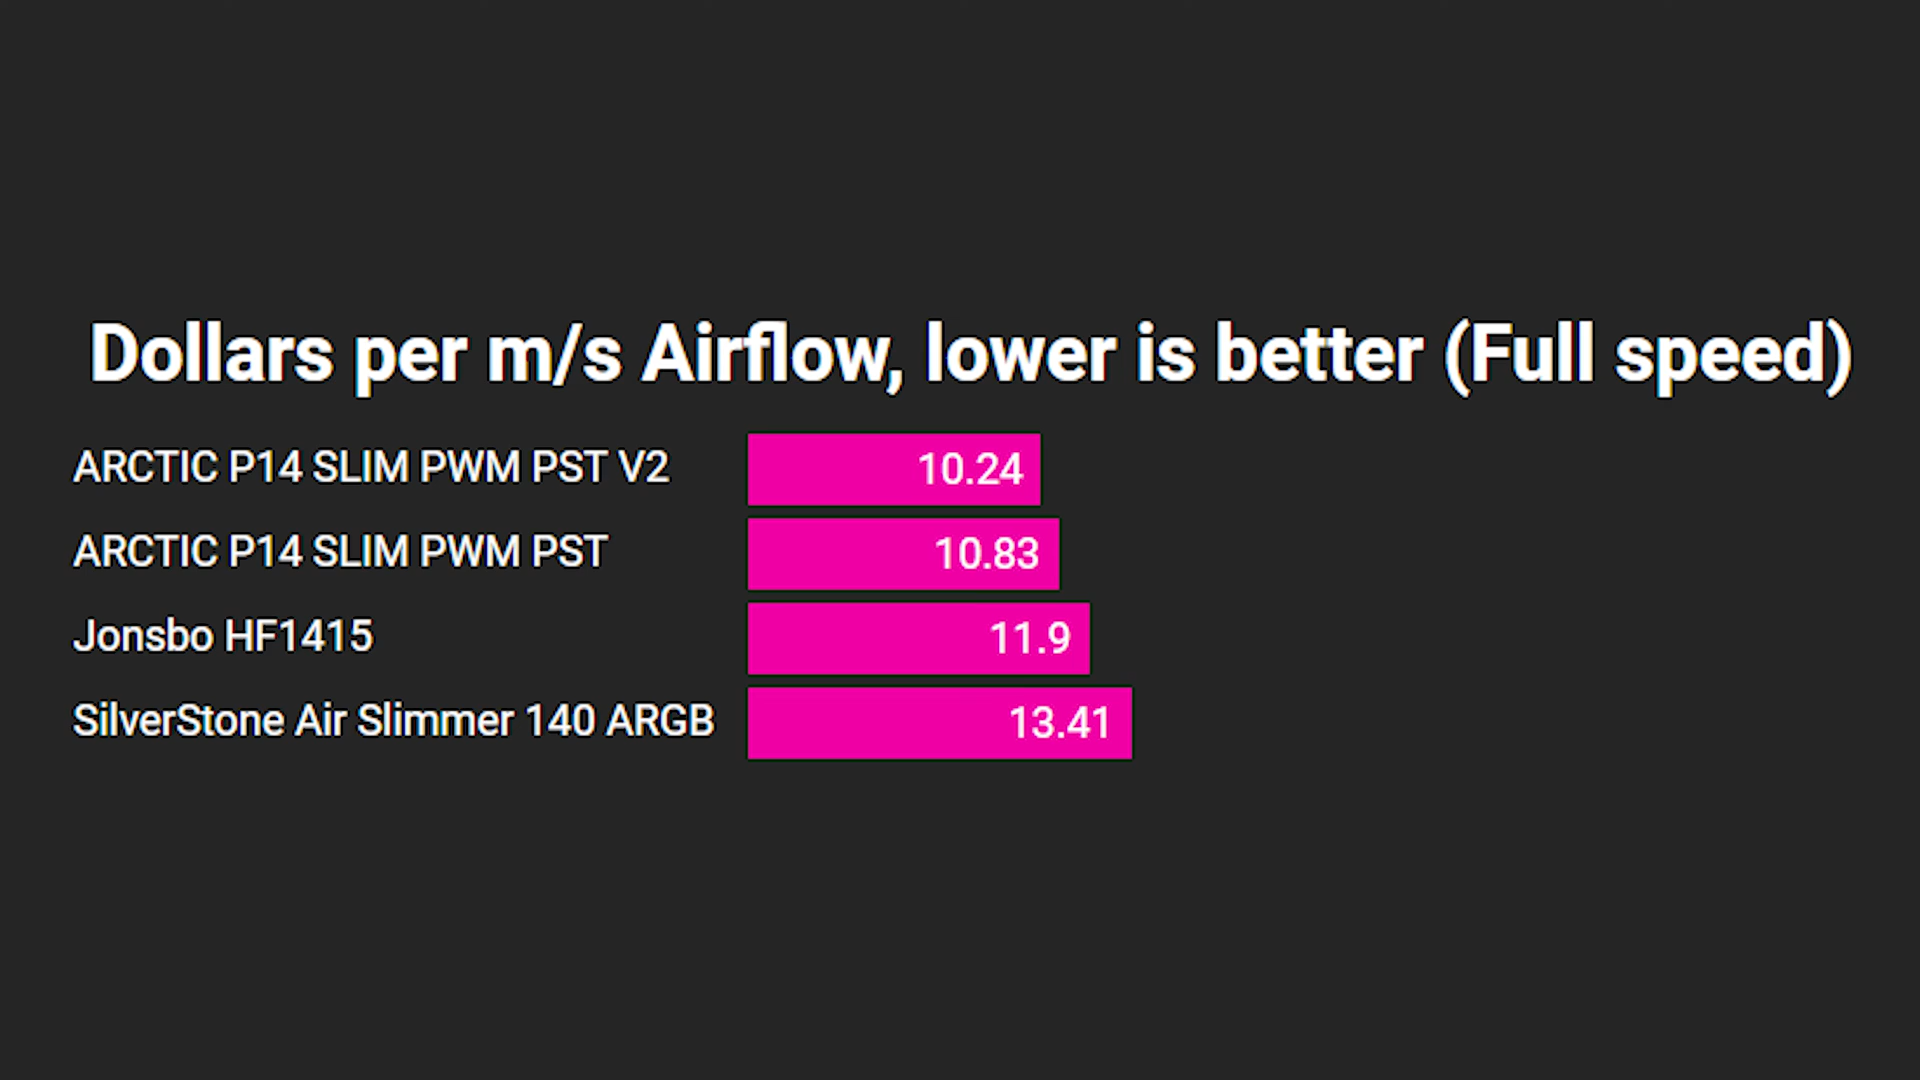 Dollars per m/s Airflow, lower is better (Full speed)
ARCTIC P14 SLIM PWM PST V2 10.24
ARCTIC P14 SLIM PWM PST 10.83
Jonsbo HF1415 11.9
SilverStone Air Slimmer 140 ARGB 13.41